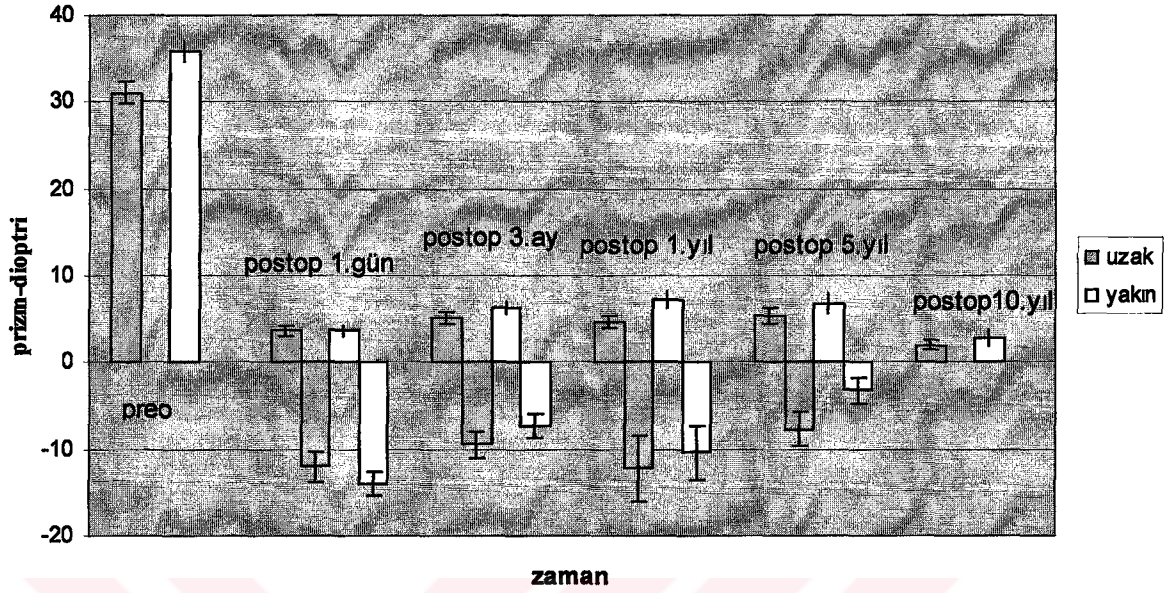 40
30
20
10
0
-10
-20
prizm-dioptri
preo
postop 1.gün
postop 3.ay
postop 1.yıl
postop 5.yıl
postop10.yıl
zaman
uzak
yakın